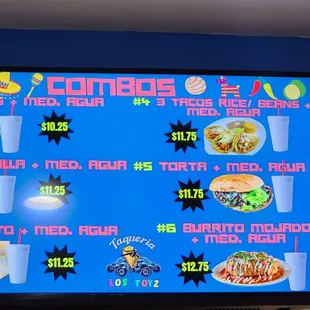 COMBOS
S + MED. AGUA
$10.25
#4 3 TACOS RICE/ BEANS +
MED. AGUA
$11.75
ILLA + MED. AGUA
$11.25
#5 TORTA + MED. AGUA
$11.75
TO + MED. AGUA
$11.25
Taqueria
LOS TOYZ
#6 BURRITO MOJADO
+ MED. AGUA
$12.75